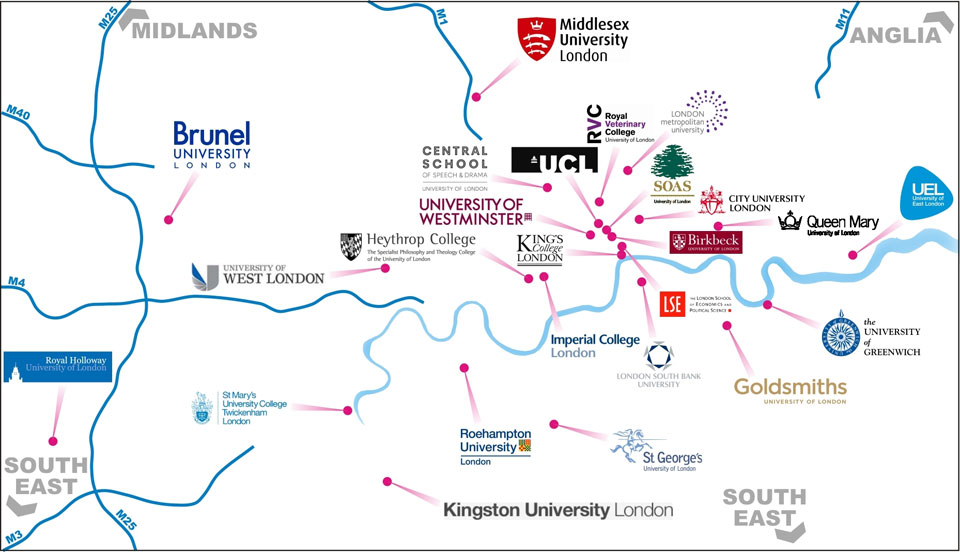 M25
MIDLANDS
M1
M11
ANGLIA
Middlesex
University
London
M40
Brunel
UNIVERSITY
LONDON
CENTRAL
SCHOOL
OF SPEECH & DRAMA
UNIVERSITY OF LONDON
UCL
RVC
Royal
Veterinary
College
University of London
LONDON
metropolitan
university
SOAS
University of London
CITY UNIVERSITY
LONDON
UEL
University of
East London
UNIVERSITY OF
WESTMINSTER
Queen Mary
University of London
Birkbeck
UNIVERSITY OF LONDON
Heythrop College
The Specialist Philosophy and Theology College
of the University of London
KING'S
College
LONDON
UNIVERSITY OF
WEST LONDON
M4
LSE
THE LONDON SCHOOL
OF ECONOMICS AND
POLITICAL SCIENCE
Imperial College
London
the
UNIVERSITY
of
GREENWICH
LONDON SOUTH BANK
UNIVERSITY
Royal Holloway
University of London
Goldsmiths
UNIVERSITY OF LONDON
St Mary's
University College
Twickenham
London
Roehampton
University
London
St George's
University of London
SOUTH
EAST
Kingston University London
SOUTH
EAST
M3
M25